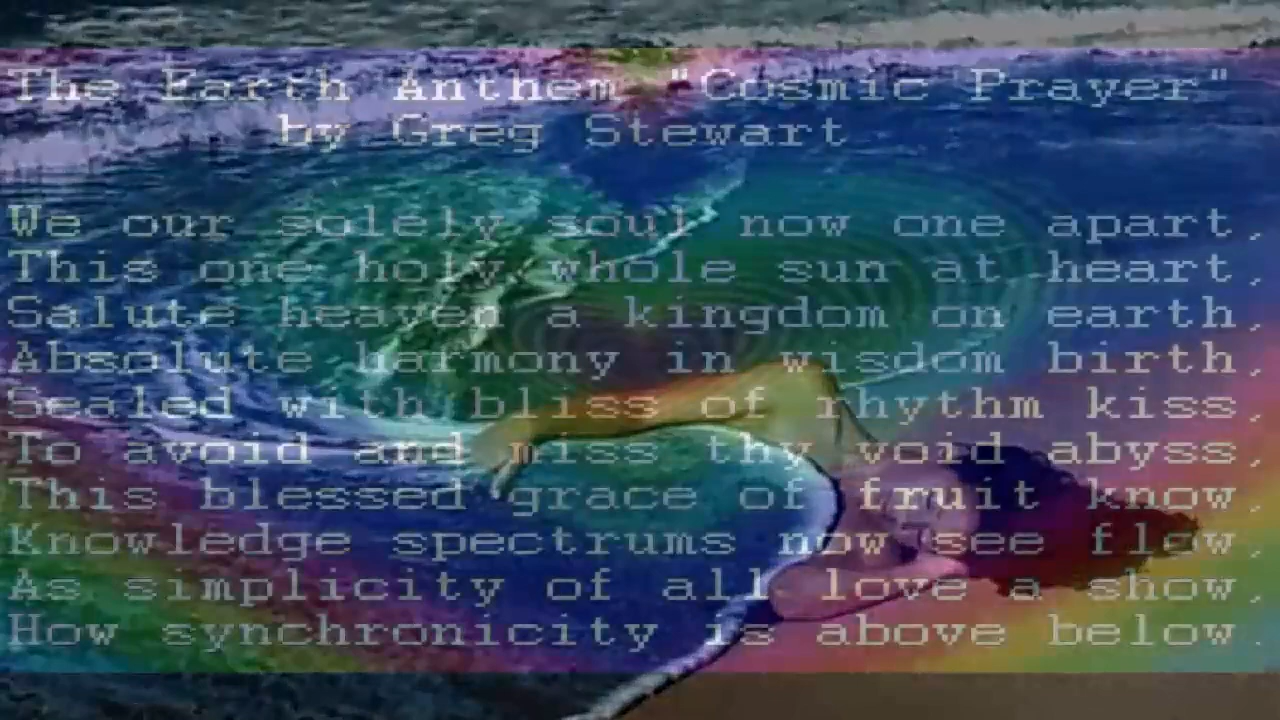 The Earth Anthem "Cosmic Prayer"
by Greg Stewart
We our solely soul now one apart,
This one holy whole sun at heart,
Salute heaven a kingdom on earth,
Absolute harmony in wisdom birth,
Sealed with bliss of rhythm kiss,
To avoid and miss thy void abyss,
This blessed grace of fruit know,
Knowledge spectrums now see flow,
As simplicity of all love a show,
How synchronicity is above below.